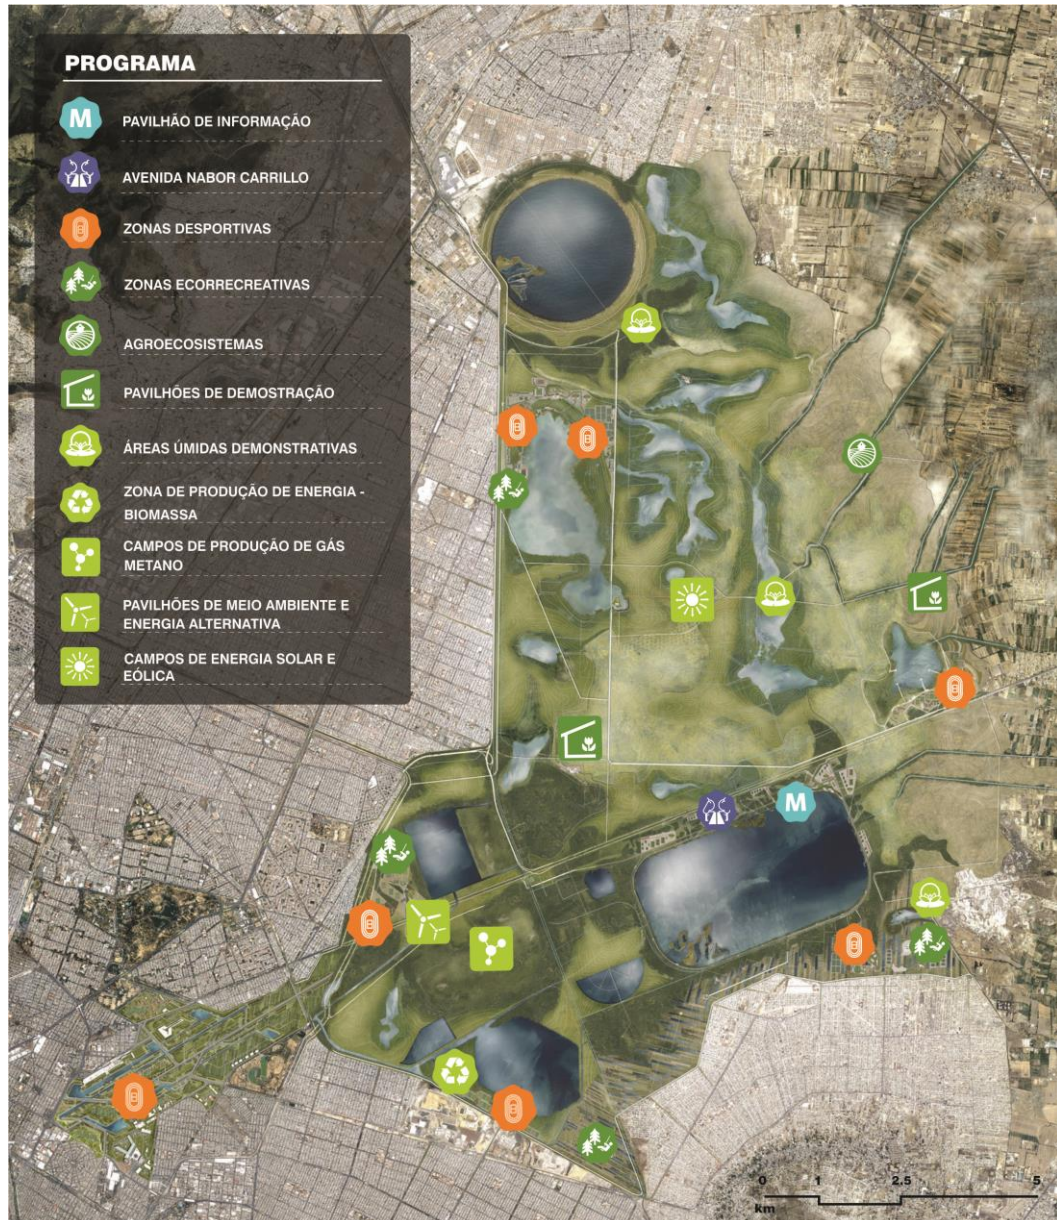 PROGRAMA
M
PAVILHÃO DE INFORMAÇÃO
AVENIDA NABOR CARRILLO
ZONAS DESPORTIVAS
ZONAS ECORRECREATIVAS
AGROECOSISTEMAS
PAVILHÕES DE DEMOSTRAÇÃO
ÁREAS ÚMIDAS DEMONSTRATIVAS
ZONA DE PRODUÇÃO DE ENERGIA -
BIOMASSA
CAMPOS DE PRODUÇÃO DE GÁS
METANO
PAVILHÕES DE MEIO AMBIENTE E
ENERGIA ALTERNATIVA
CAMPOS DE ENERGIA SOLAR E
EÓLICA
M
0 1 2.5 5
km